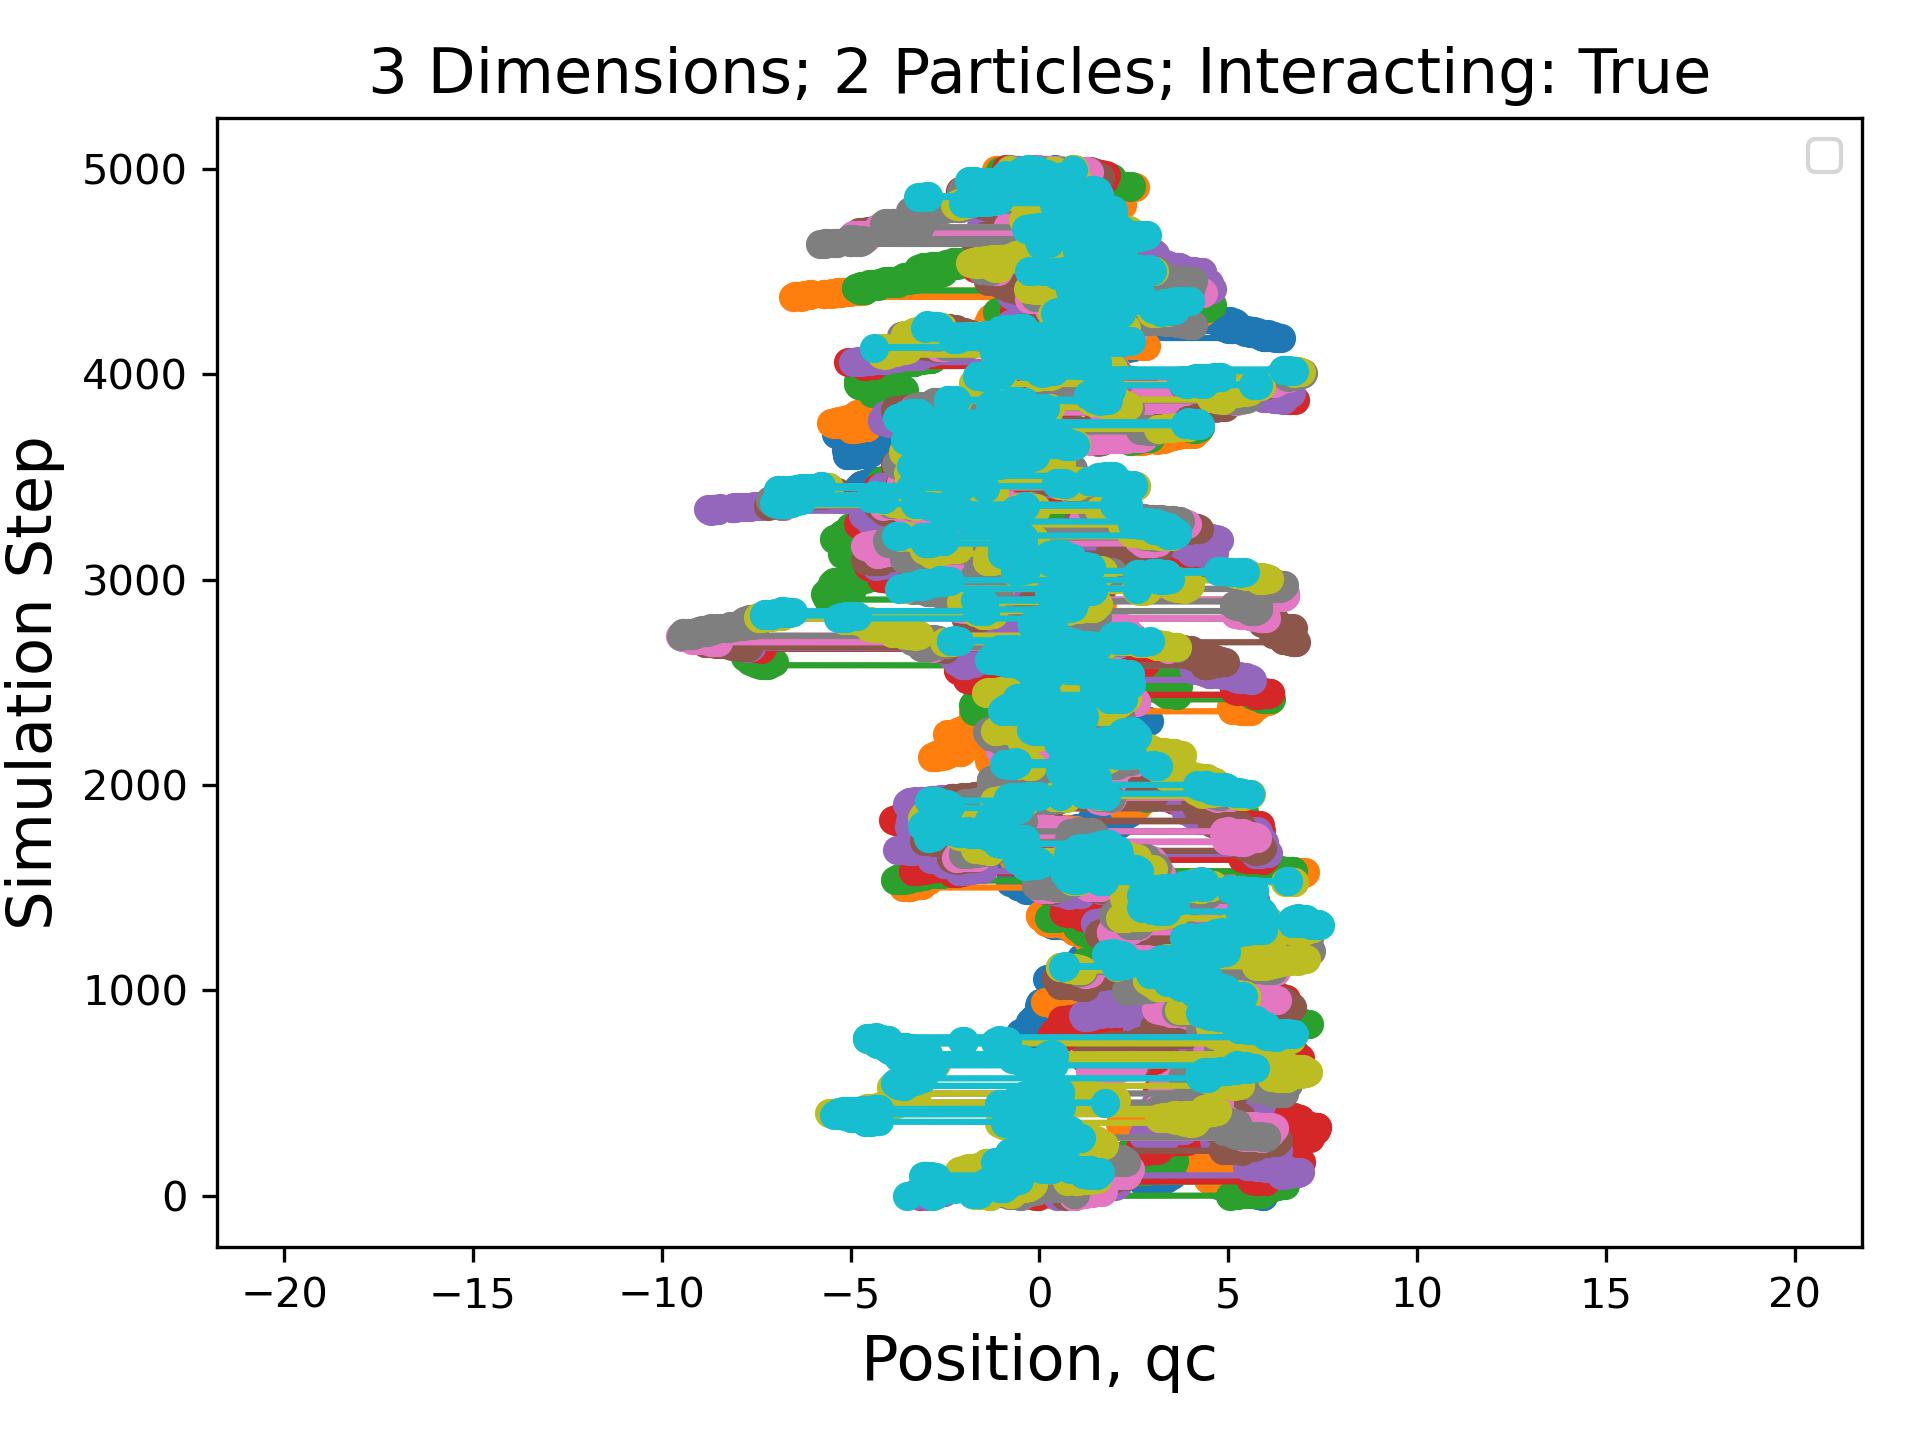 3 Dimensions; 2 Particles; Interacting: True
Simulation Step
5000
4000
3000
2000
1000
0
−20 −15 −10 −5 0 5 10 15 20
Position, qc